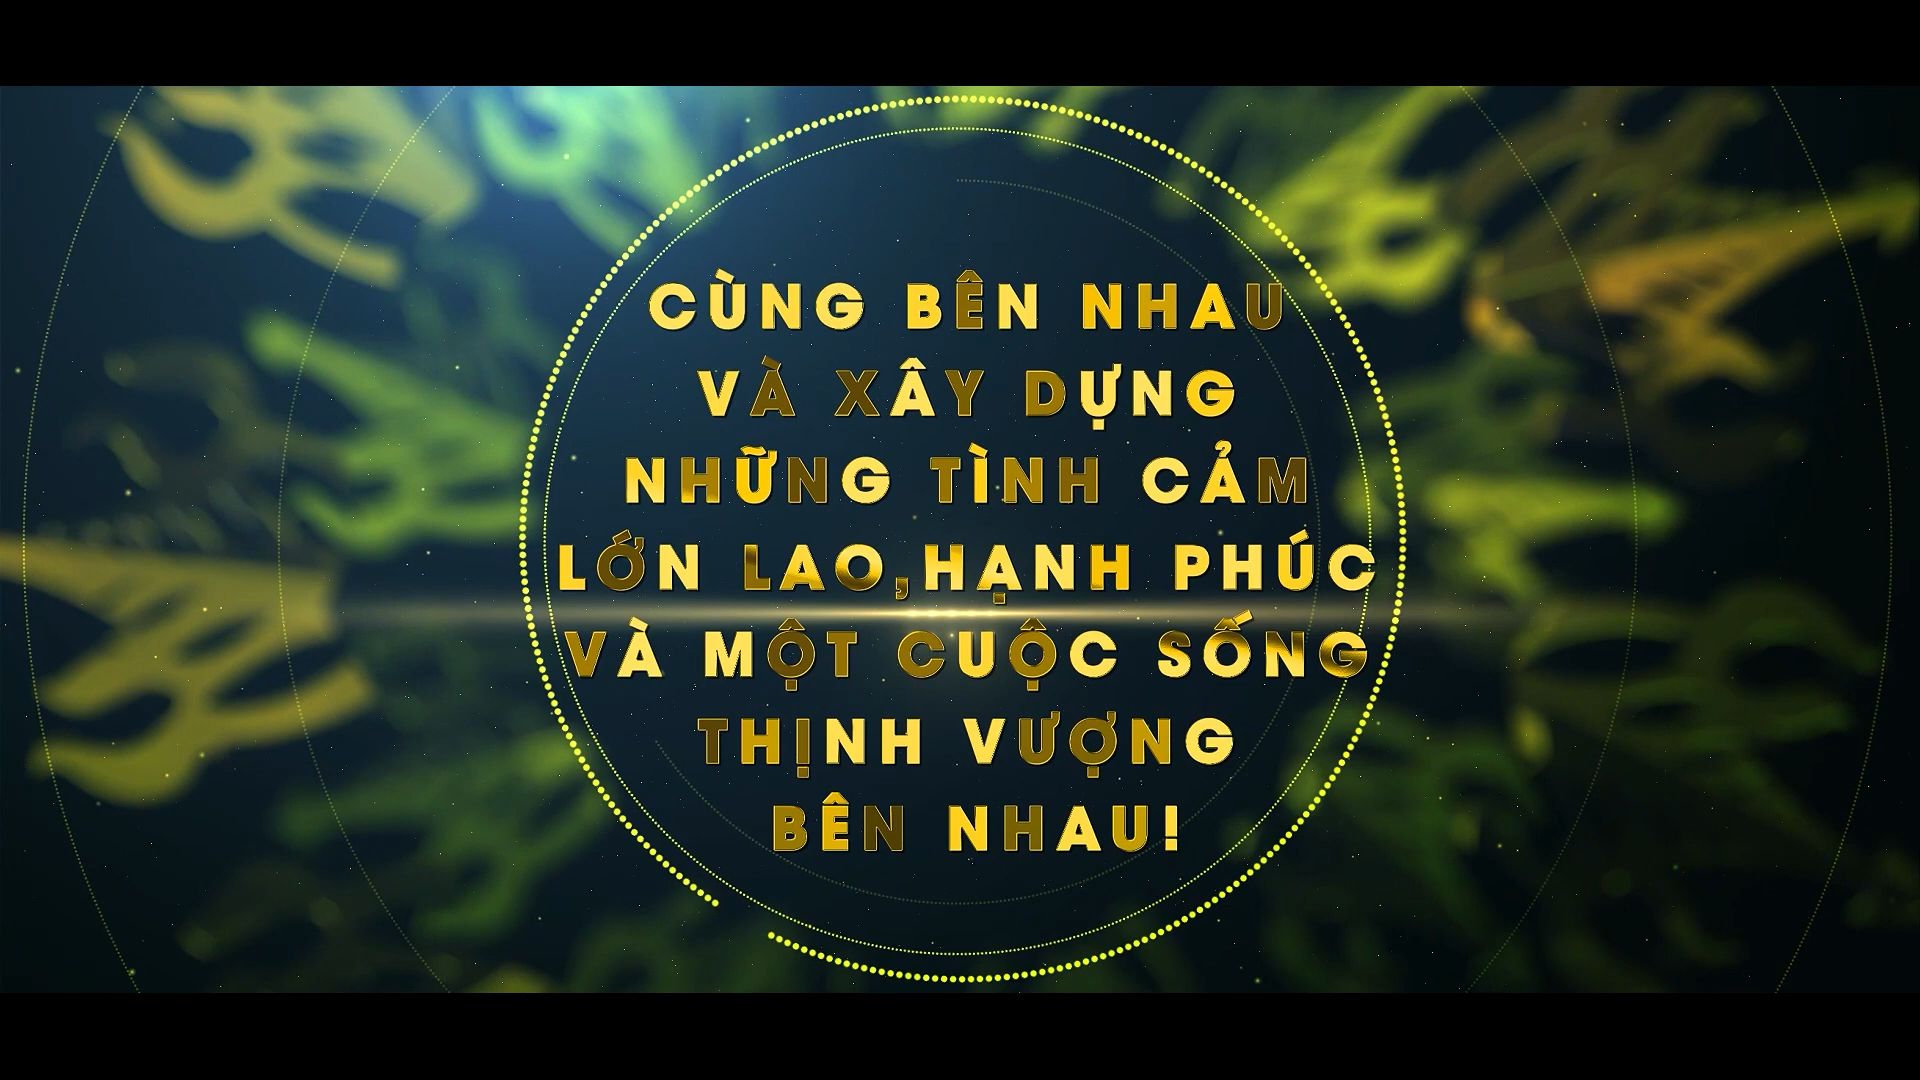 CÙNG BÊN NHAU
VÀ XÂY DỰNG
NHỮNG TÌNH CẢM
LỚN LAO,HẠNH PHÚC
VÀ MỘT CUỘC SỐNG
THỊNH VƯỢNG
BÊN NHAU!